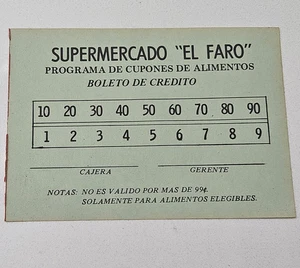 SUPERMERCADO "EL FARO"
PROGRAMA DE CUPONES DE ALIMENTOS
BOLETO DE CREDITO
10 20 30 40 50 60 70 80 90
1 2 3 4 5 6 7 8 9
CAJERA GERENTE
NOTAS: NO ES VALIDO POR MAS DE 99¢.
SOLAMENTE PARA ALIMENTOS ELEGIBLES.